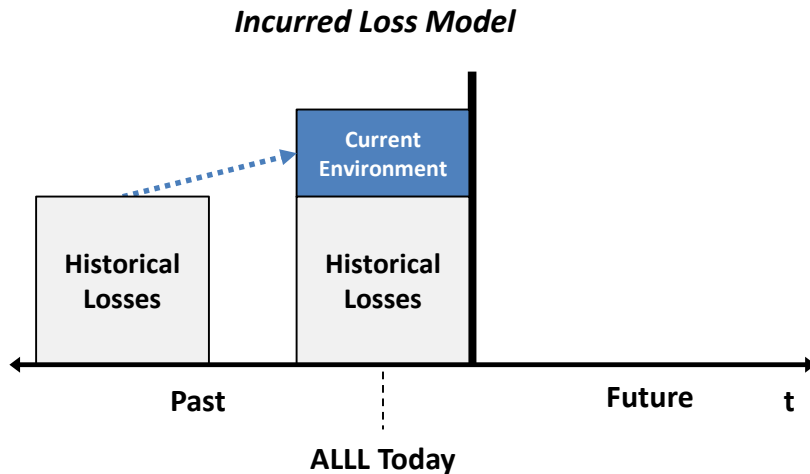 Incurred Loss Model
Current
Environment
Historical
Losses
Historical
Losses
Past
Future
t
ALLL Today